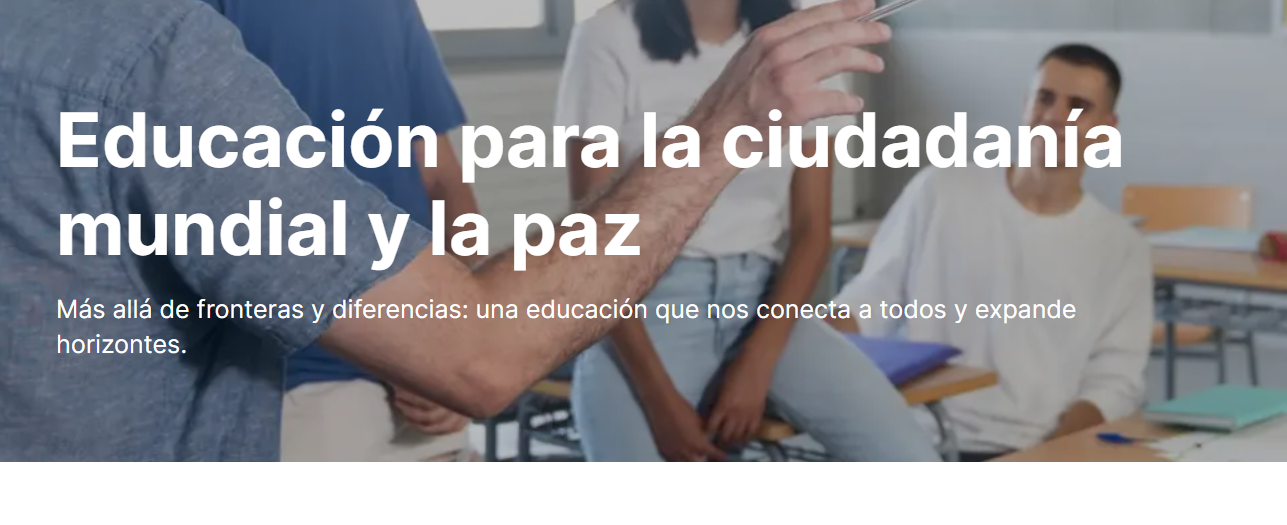 Educación para la ciudadanía
mundial y la paz
Más allá de fronteras y diferencias: una educación que nos conecta a todos y expande
horizontes.